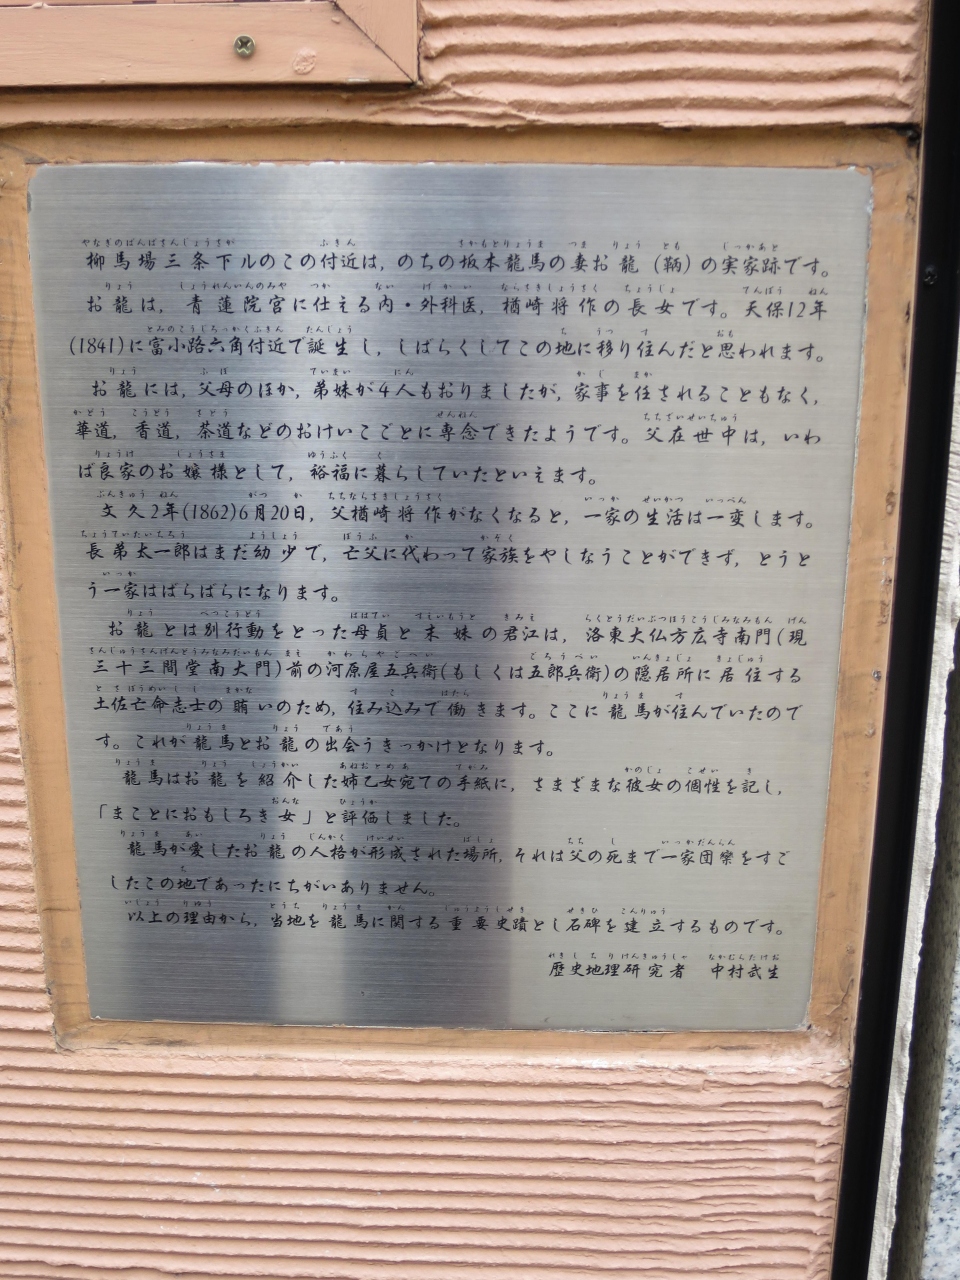 柳馬場三条下ルのこの付近は，のちの坂本龍馬の妻お龍（鞆）の実家跡です。
お龍は，青蓮院宮に仕える内・外科医，楢崎将作の長女です。天保12年
(1841)に富小路六角付近で誕生し，しばらくしてこの地に移り住んだと思われます。
お龍には，父母のほか，弟妹が4人もおりましたが，家事を任されることもなく，
華道，香道，茶道などのおけいこごとに専念できたようです。父在世中は，いわ
ば良家のお嬢様として，裕福に暮らしていたといえます。
文久2年(1862)6月20日，父楢崎将作がなくなると，一家の生活は一変します。
長弟太一郎はまだ幼少で，亡父に代わって家族をやしなうことができず，とうと
う一家はばらばらになります。
お龍とは別行動をとった母貞と末妹の君江は，洛東大仏方広寺南門(現
三十三間堂南大門)前の河原屋五兵衛(もしくは五郎兵衛)の隠居所に居住する
土佐亡命志士の賄いのため，住み込みで働きます。ここに龍馬が住んでいたので
す。これが龍馬とお龍の出会うきっかけとなります。
龍馬はお龍を紹介した姉乙女宛ての手紙に，さまざまな彼女の個性を記し，
「まことにおもしろき女」と評価しました。
龍馬が愛したお龍の人格が形成された場所，それは父の死まで一家団欒をすご
したこの地であったにちがいありません。
以上の理由から，当地を龍馬に関する重要史蹟とし石碑を建立するものです。
歴史地理研究者　中村武生